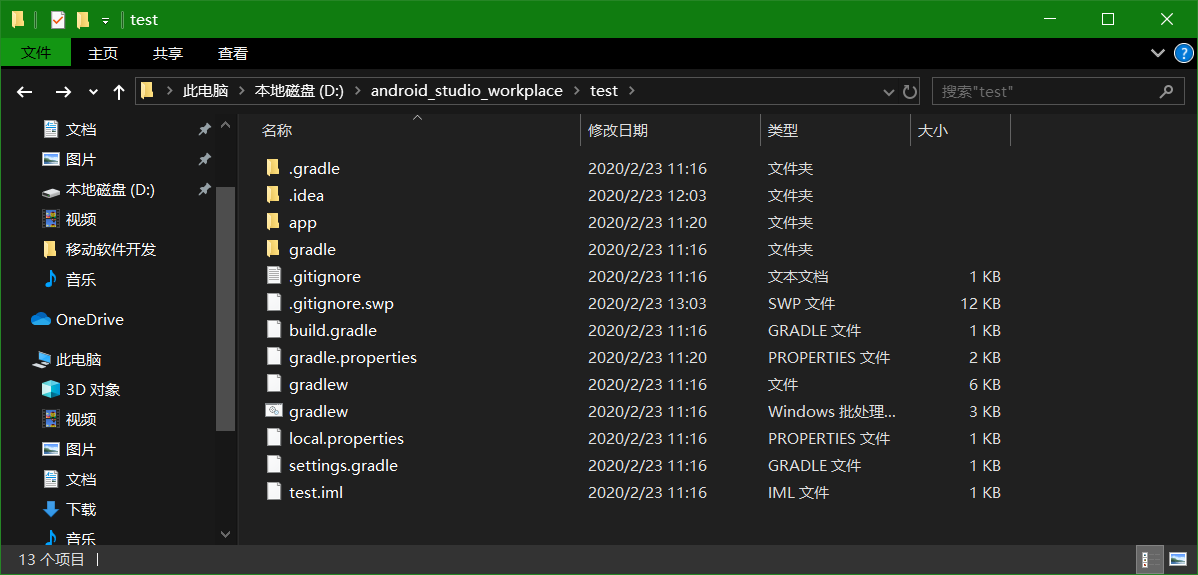 test
文件 主页 共享 查看
此电脑 本地磁盘 (D:) android_studio_workplace test 搜索"test"
文档
图片
本地磁盘 (D:)
视频
移动软件开发
音乐
OneDrive
此电脑
3D 对象
视频
图片
文档
下载
音乐
名称 修改日期 类型 大小
.gradle 2020/2/23 11:16 文件夹
.idea 2020/2/23 12:03 文件夹
app 2020/2/23 11:20 文件夹
gradle 2020/2/23 11:16 文件夹
.gitignore 2020/2/23 11:16 文本文档 1 KB
.gitignore.swp 2020/2/23 13:03 SWP 文件 12 KB
build.gradle 2020/2/23 11:16 GRADLE 文件 1 KB
gradle.properties 2020/2/23 11:20 PROPERTIES 文件 2 KB
gradlew 2020/2/23 11:16 文件 6 KB
gradlew 2020/2/23 11:16 Windows 批处理... 3 KB
local.properties 2020/2/23 11:16 PROPERTIES 文件 1 KB
settings.gradle 2020/2/23 11:16 GRADLE 文件 1 KB
test.iml 2020/2/23 11:16 IML 文件 1 KB
13 个项目